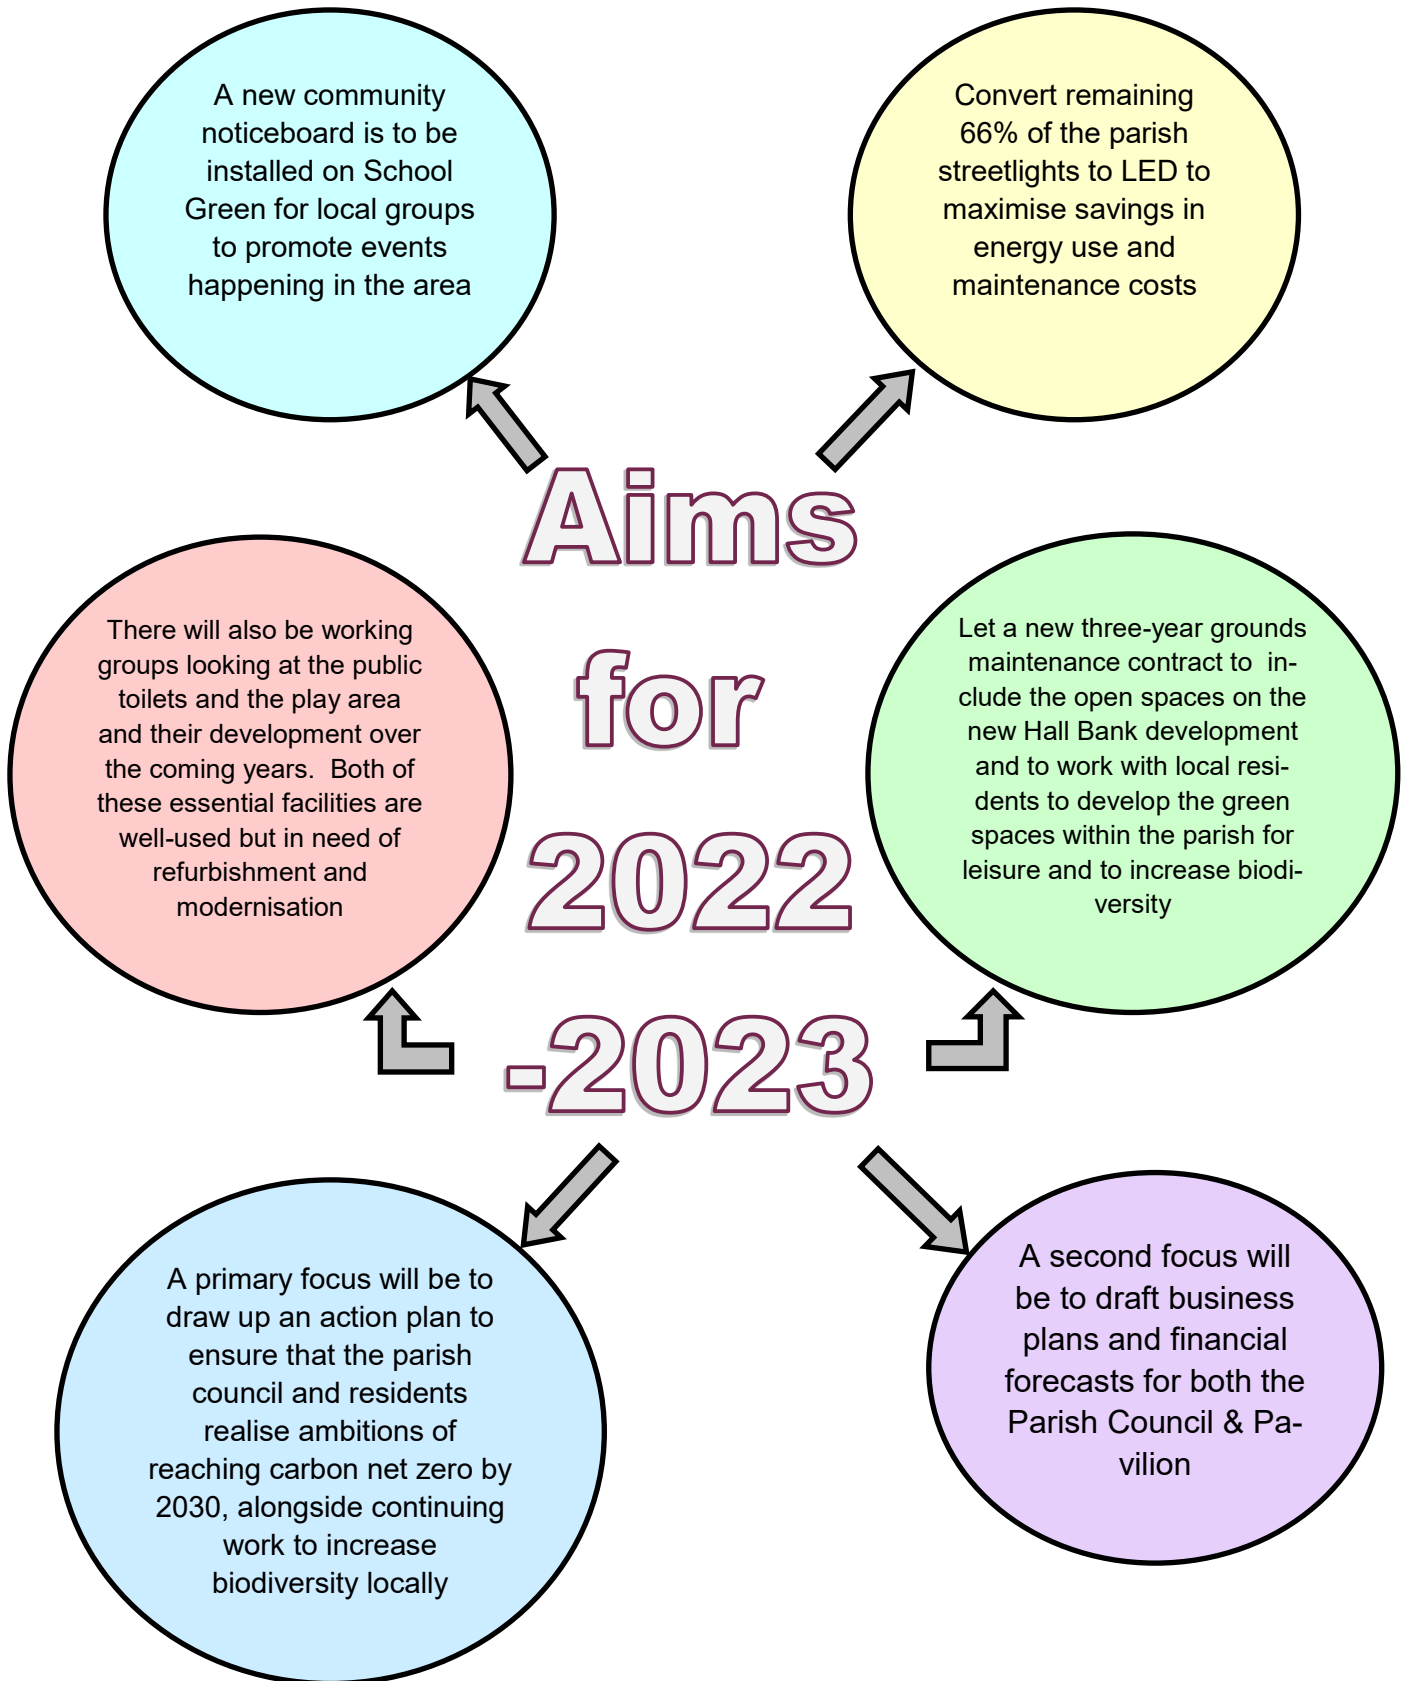 A new community
noticeboard is to be
installed on School
Green for local groups
to promote events
happening in the area
Convert remaining
66% of the parish
streetlights to LED to
maximise savings in
energy use and
maintenance costs
Aims
for
2022
-2023
There will also be working
groups looking at the public
toilets and the play area
and their development over
the coming years.  Both of
these essential facilities are
well-used but in need of
refurbishment and
modernisation
Let a new three-year grounds
maintenance contract to  in-
clude the open spaces on the
new Hall Bank development
and to work with local resi-
dents to develop the green
spaces within the parish for
leisure and to increase biodi-
versity
A primary focus will be to
draw up an action plan to
ensure that the parish
council and residents
realise ambitions of
reaching carbon net zero by
2030, alongside continuing
work to increase
biodiversity locally
A second focus will
be to draft business
plans and financial
forecasts for both the
Parish Council & Pa-
vilion